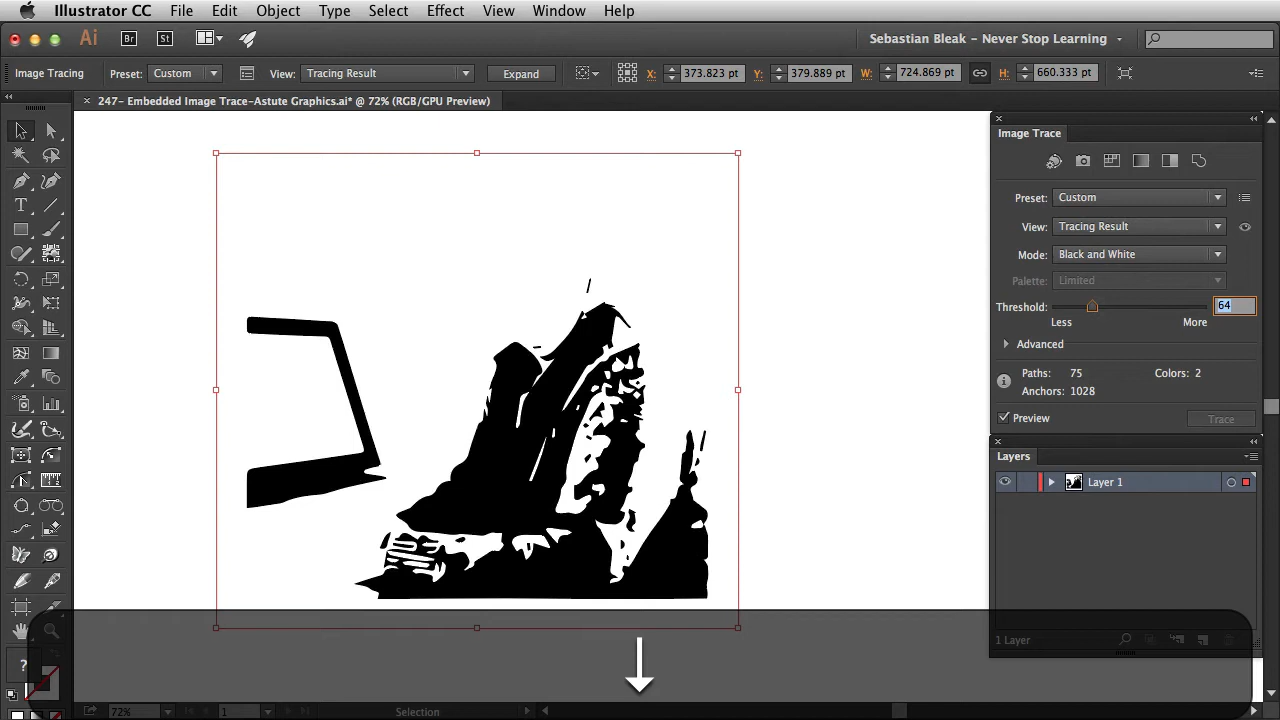 Illustrator CC File Edit Object Type Select Effect View Window Help
Ai Br St Sebastian Bleak – Never Stop Learning
Image Tracing Preset: Custom View: Tracing Result Expand X: 373.823 pt Y: 379.889 pt W: 724.869 pt H: 660.333 pt
247– Embedded Image Trace-Astute Graphics.ai* @ 72% (RGB/GPU Preview)
Image Trace
Preset: Custom
View: Tracing Result
Mode: Black and White
Palette: Limited
Threshold: 64
Less More
Advanced
Paths: 75 Colors: 2
Anchors: 1028
Preview Trace
Layers
Layer 1
1 Layer
?
72% 1 Selection